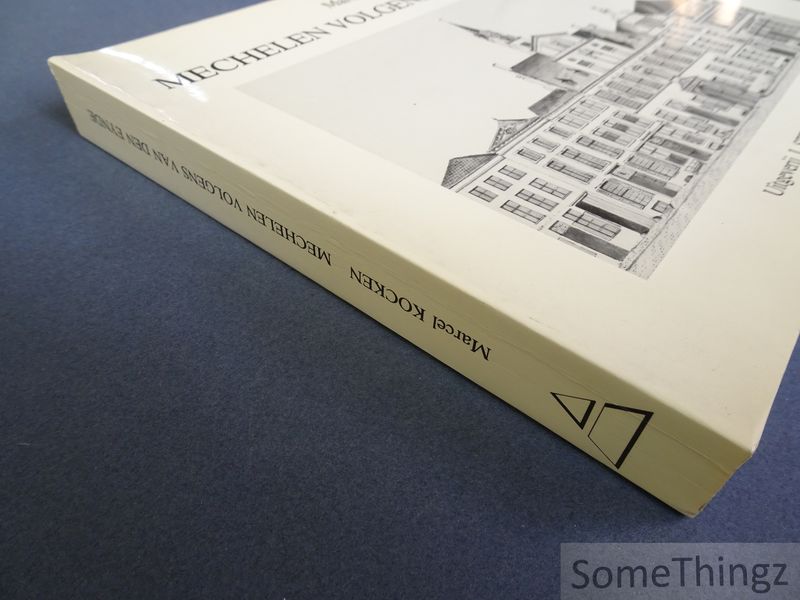 MECHELEN VOLGENS
Uitgeverij
Marcel KOCKEN MECHELEN VOLGENS VAN DEN EYNDE
SomeThingz